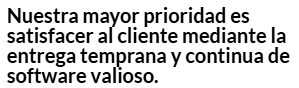 Nuestra mayor prioridad es
satisfacer al cliente mediante la
entrega temprana y continua de
software valioso.